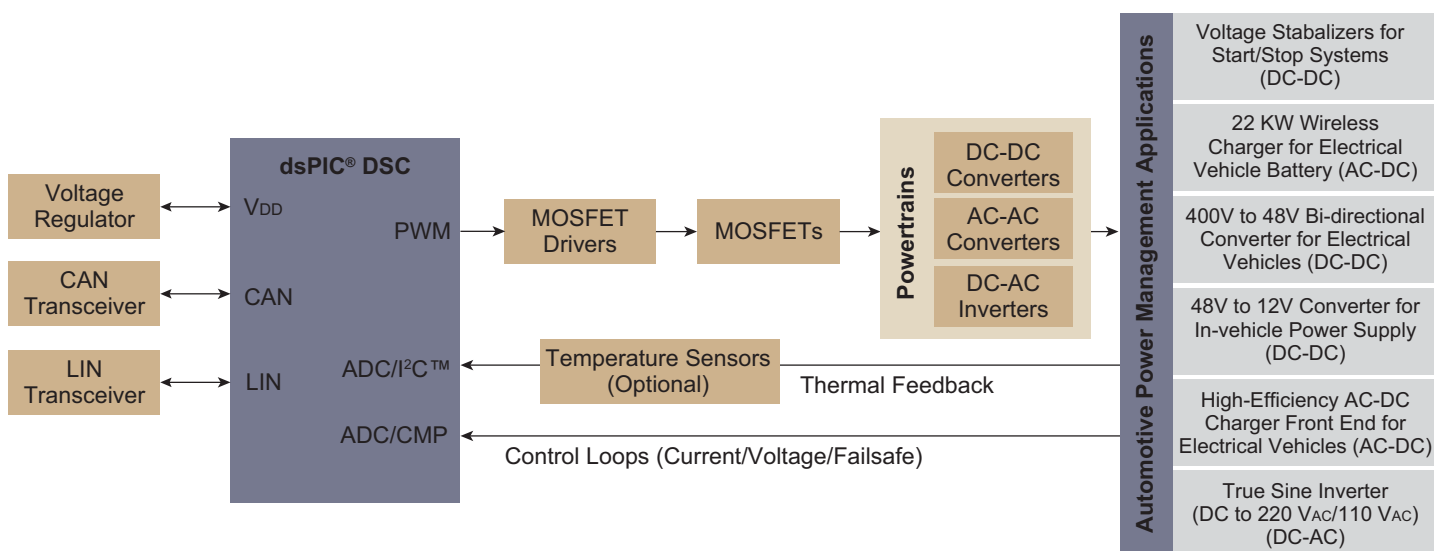 Voltage
Regulator
CAN
Transceiver
LIN
Transceiver
dsPIC® DSC
VDD
PWM
CAN
LIN
ADC/I²C™
ADC/CMP
MOSFET
Drivers
MOSFETs
Powertrains
DC-DC
Converters
AC-AC
Converters
DC-AC
Inverters
Temperature Sensors
(Optional)
Thermal Feedback
Control Loops (Current/Voltage/Failsafe)
Automotive Power Management Applications
Voltage Stabalizers for
Start/Stop Systems
(DC-DC)
22 KW Wireless
Charger for Electrical
Vehicle Battery (AC-DC)
400V to 48V Bi-directional
Converter for Electrical
Vehicles (DC-DC)
48V to 12V Converter for
In-vehicle Power Supply
(DC-DC)
High-Efficiency AC-DC
Charger Front End for
Electrical Vehicles (AC-DC)
True Sine Inverter
(DC to 220 VAC/110 VAC)
(DC-AC)